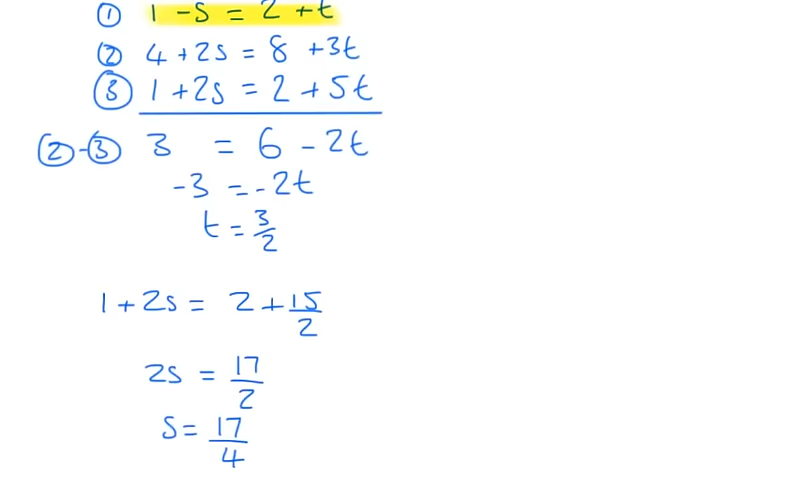 ① 1 - s = 2 + t
② 4 + 2s = 8 + 3t
③ 1 + 2s = 2 + 5t
② - ③ 3 = 6 - 2t
-3 = -2t
t = 3/2
1 + 2s = 2 + 15/2
2s = 17/2
s = 17/4